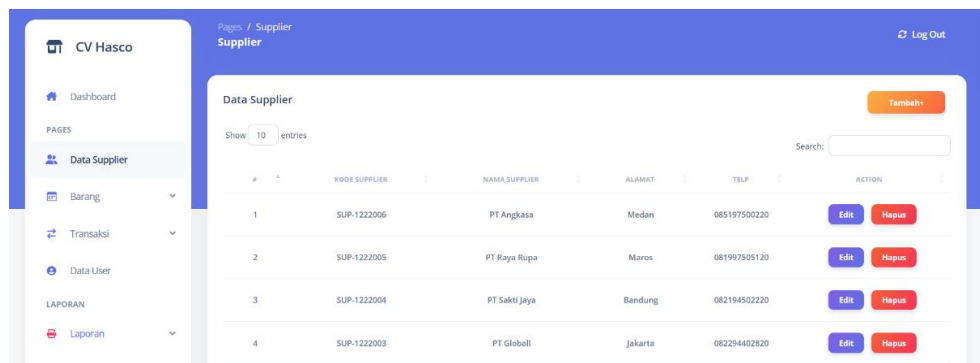 CV Hasco
Pages / Supplier
Supplier
Log Out
Dashboard
PAGES
Data Supplier
Barang
Transaksi
Data User
LAPORAN
Laporan
Data Supplier
Tambah+
Show 10 entries
Search:
# KODE SUPPLIER NAMA SUPPLIER ALAMAT TELP ACTION
1 SUP-1222006 PT Angkasa Medan 085197500220 Edit Hapus
2 SUP-1222005 PT Raya Rupa Maros 081997505120 Edit Hapus
3 SUP-1222004 PT Sakti Jaya Bandung 082194502220 Edit Hapus
4 SUP-1222003 PT Globall Jakarta 082294402820 Edit Hapus